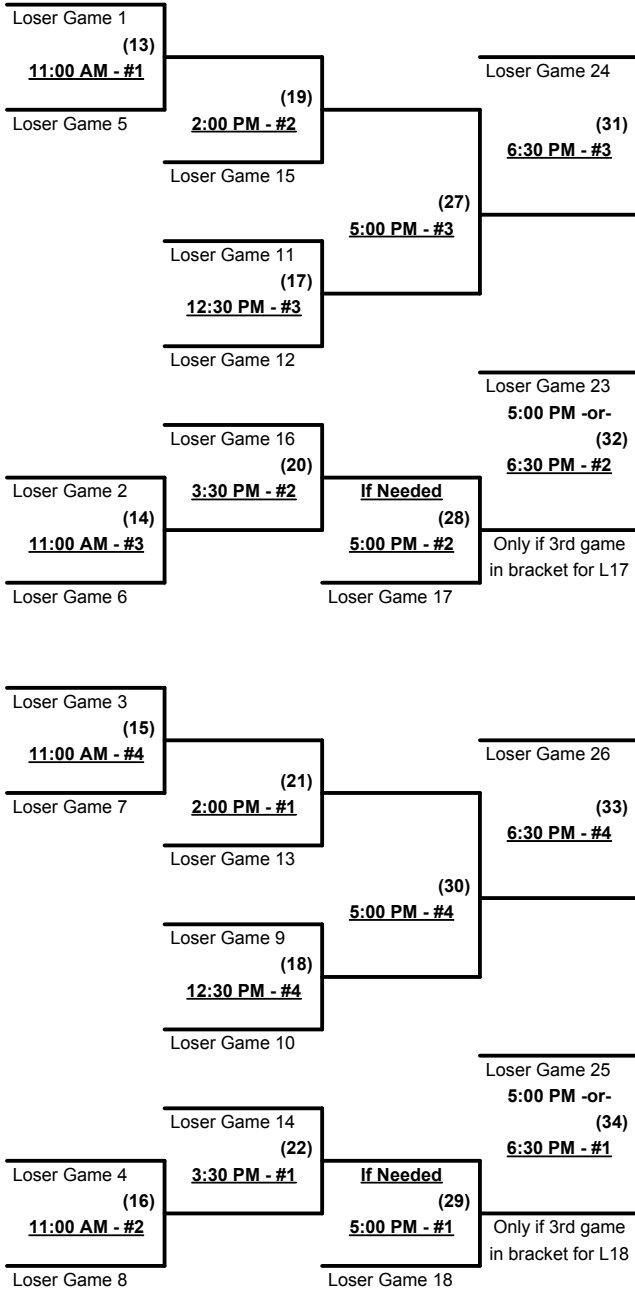 Loser Game 1
(13)
11:00 AM - #1
Loser Game 5
(19)
2:00 PM - #2
Loser Game 15
Loser Game 24
(31)
6:30 PM - #3
(27)
5:00 PM - #3
Loser Game 11
(17)
12:30 PM - #3
Loser Game 12
Loser Game 23
5:00 PM -or-
(32)
6:30 PM - #2
Loser Game 16
(20)
3:30 PM - #2
Loser Game 2
(14)
11:00 AM - #3
Loser Game 6
If Needed
(28)
5:00 PM - #2
Loser Game 17
Only if 3rd game
in bracket for L17
Loser Game 3
(15)
11:00 AM - #4
Loser Game 7
(21)
2:00 PM - #1
Loser Game 13
Loser Game 26
(33)
6:30 PM - #4
(30)
5:00 PM - #4
Loser Game 9
(18)
12:30 PM - #4
Loser Game 10
Loser Game 25
5:00 PM -or-
(34)
6:30 PM - #1
Loser Game 14
(22)
3:30 PM - #1
Loser Game 4
(16)
11:00 AM - #2
Loser Game 8
If Needed
(29)
5:00 PM - #1
Loser Game 18
Only if 3rd game
in bracket for L18